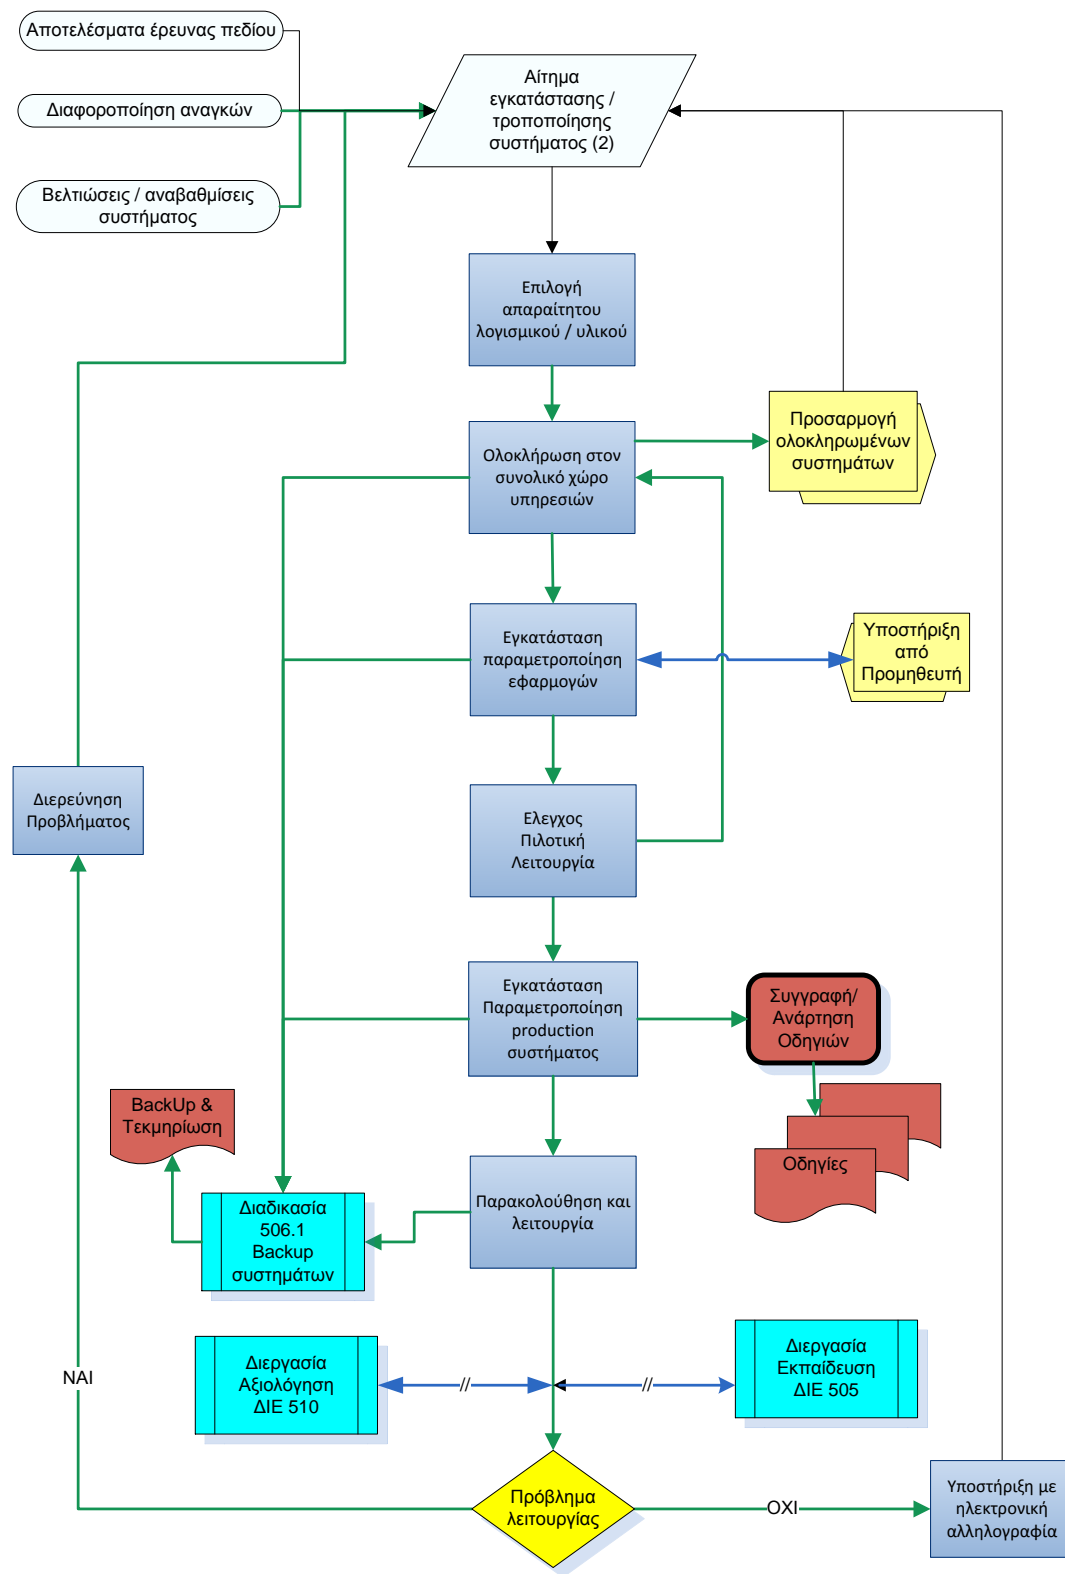 Αποτελέσματα έρευνας πεδίου
Διαφοροποίηση αναγκών
Βελτιώσεις / αναβαθμίσεις
συστήματος
Αίτημα
εγκατάστασης /
τροποποίησης
συστήματος (2)
Επιλογή
απαραίτητου
λογισμικού / υλικού
Ολοκλήρωση στον
συνολικό χώρο
υπηρεσιών
Προσαρμογή
ολοκληρωμένων
συστημάτων
Εγκατάσταση
παραμετροποίηση
εφαρμογών
Υποστήριξη
από
Προμηθευτή
Διερεύνηση
Προβλήματος
Ελεγχος
Πιλοτική
Λειτουργία
Εγκατάσταση
Παραμετροποίηση
production
συστήματος
Συγγραφή/
Ανάρτηση
Οδηγιών
BackUp &
Τεκμηρίωση
Οδηγίες
Παρακολούθηση και
λειτουργία
Διαδικασία
506.1
Backup
συστημάτων
Διεργασία
Αξιολόγηση
ΔΙΕ 510
//
//
Διεργασία
Εκπαίδευση
ΔΙΕ 505
ΝΑΙ
Πρόβλημα
λειτουργίας
ΟΧΙ
Υποστήριξη με
ηλεκτρονική
αλληλογραφία